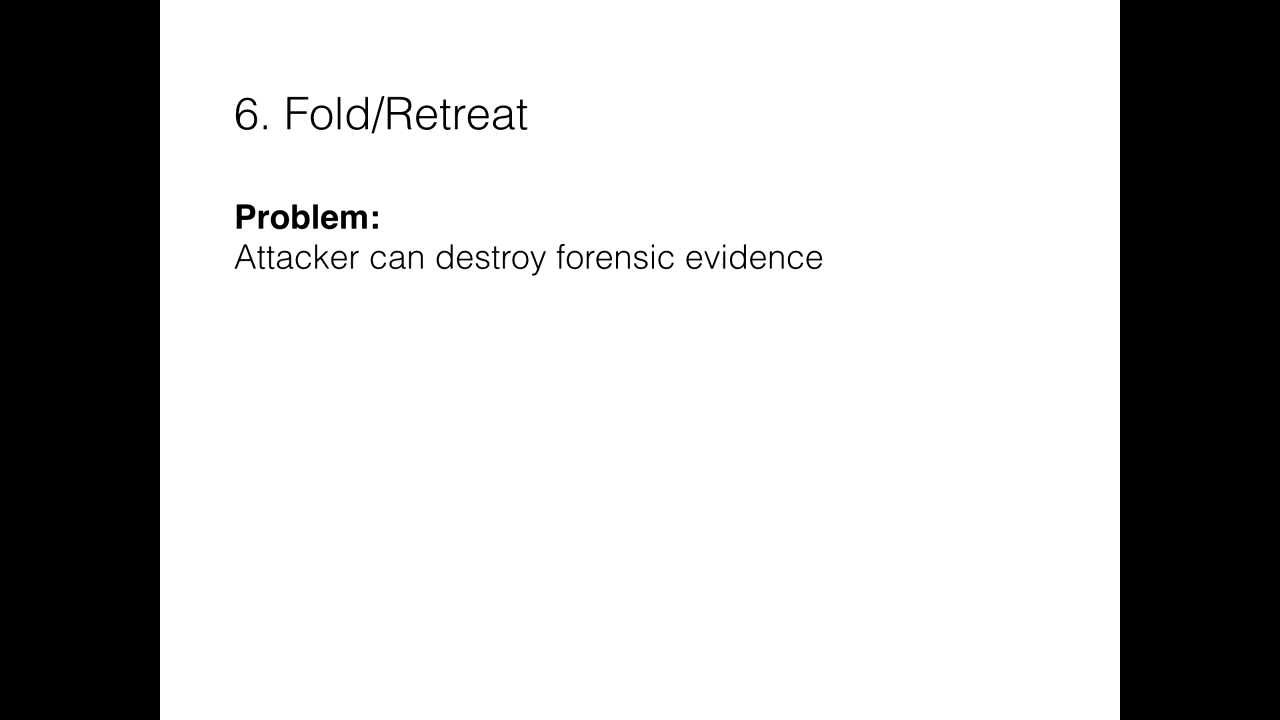 6. Fold/Retreat
Problem:
Attacker can destroy forensic evidence